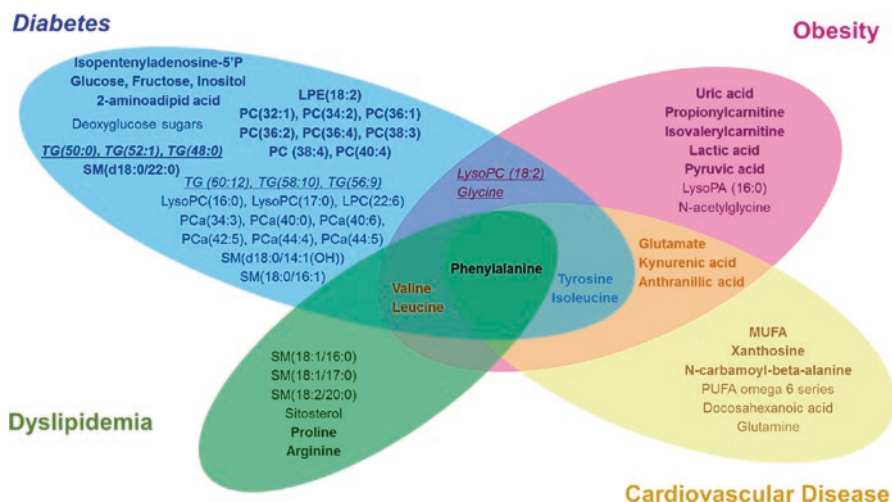 Diabetes
Obesity
Isopentenyladenosine-5'P
Glucose, Fructose, Inositol
2-aminoadipid acid
Deoxyglucose sugars
TG(50:0), TG(52:1), TG(48:0)
SM(d18:0/22:0)
LPE(18:2)
PC(32:1), PC(34:2), PC(36:1)
PC(36:2), PC(36:4), PC(38:3)
PC (38:4), PC(40:4)
TG (60:12), TG(58:10), TG(56:9)
LysoPC(16:0), LysoPC(17:0), LPC(22:6)
PCa(34:3), PCa(40:0), PCa(40:6),
PCa(42:5), PCa(44:4), PCa(44:5)
SM(d18:0/14:1(OH))
SM(18:0/16:1)
LysoPC (18:2)
Glycine
Uric acid
Propionylcarnitine
Isovalerylcarnitine
Lactic acid
Pyruvic acid
LysoPA (16:0)
N-acetylglycine
Glutamate
Kynurenic acid
Anthranillic acid
Phenylalanine
Tyrosine
Isoleucine
Valine
Leucine
MUFA
Xanthosine
N-carbamoyl-beta-alanine
PUFA omega 6 series
Docosahexanoic acid
Glutamine
SM(18:1/16:0)
SM(18:1/17:0)
SM(18:2/20:0)
Sitosterol
Proline
Arginine
Dyslipidemia
Cardiovascular Disease